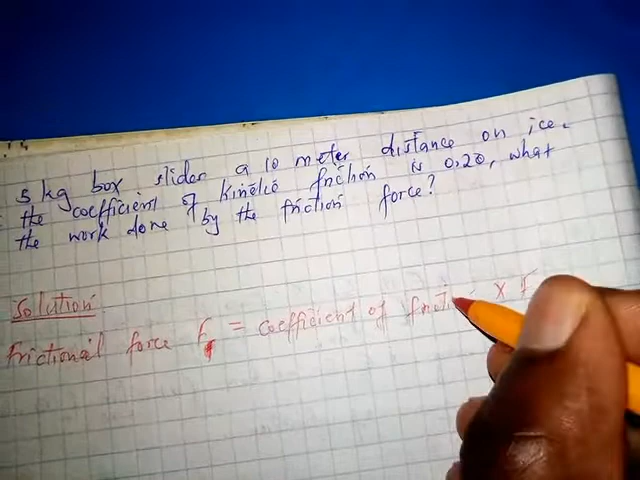 5 kg box slides a 10 meter distance on ice.
the coefficient of kinetic friction is 0,20, what
the work done by the friction force?
Solution
Frictional force F = coefficient of friction x F